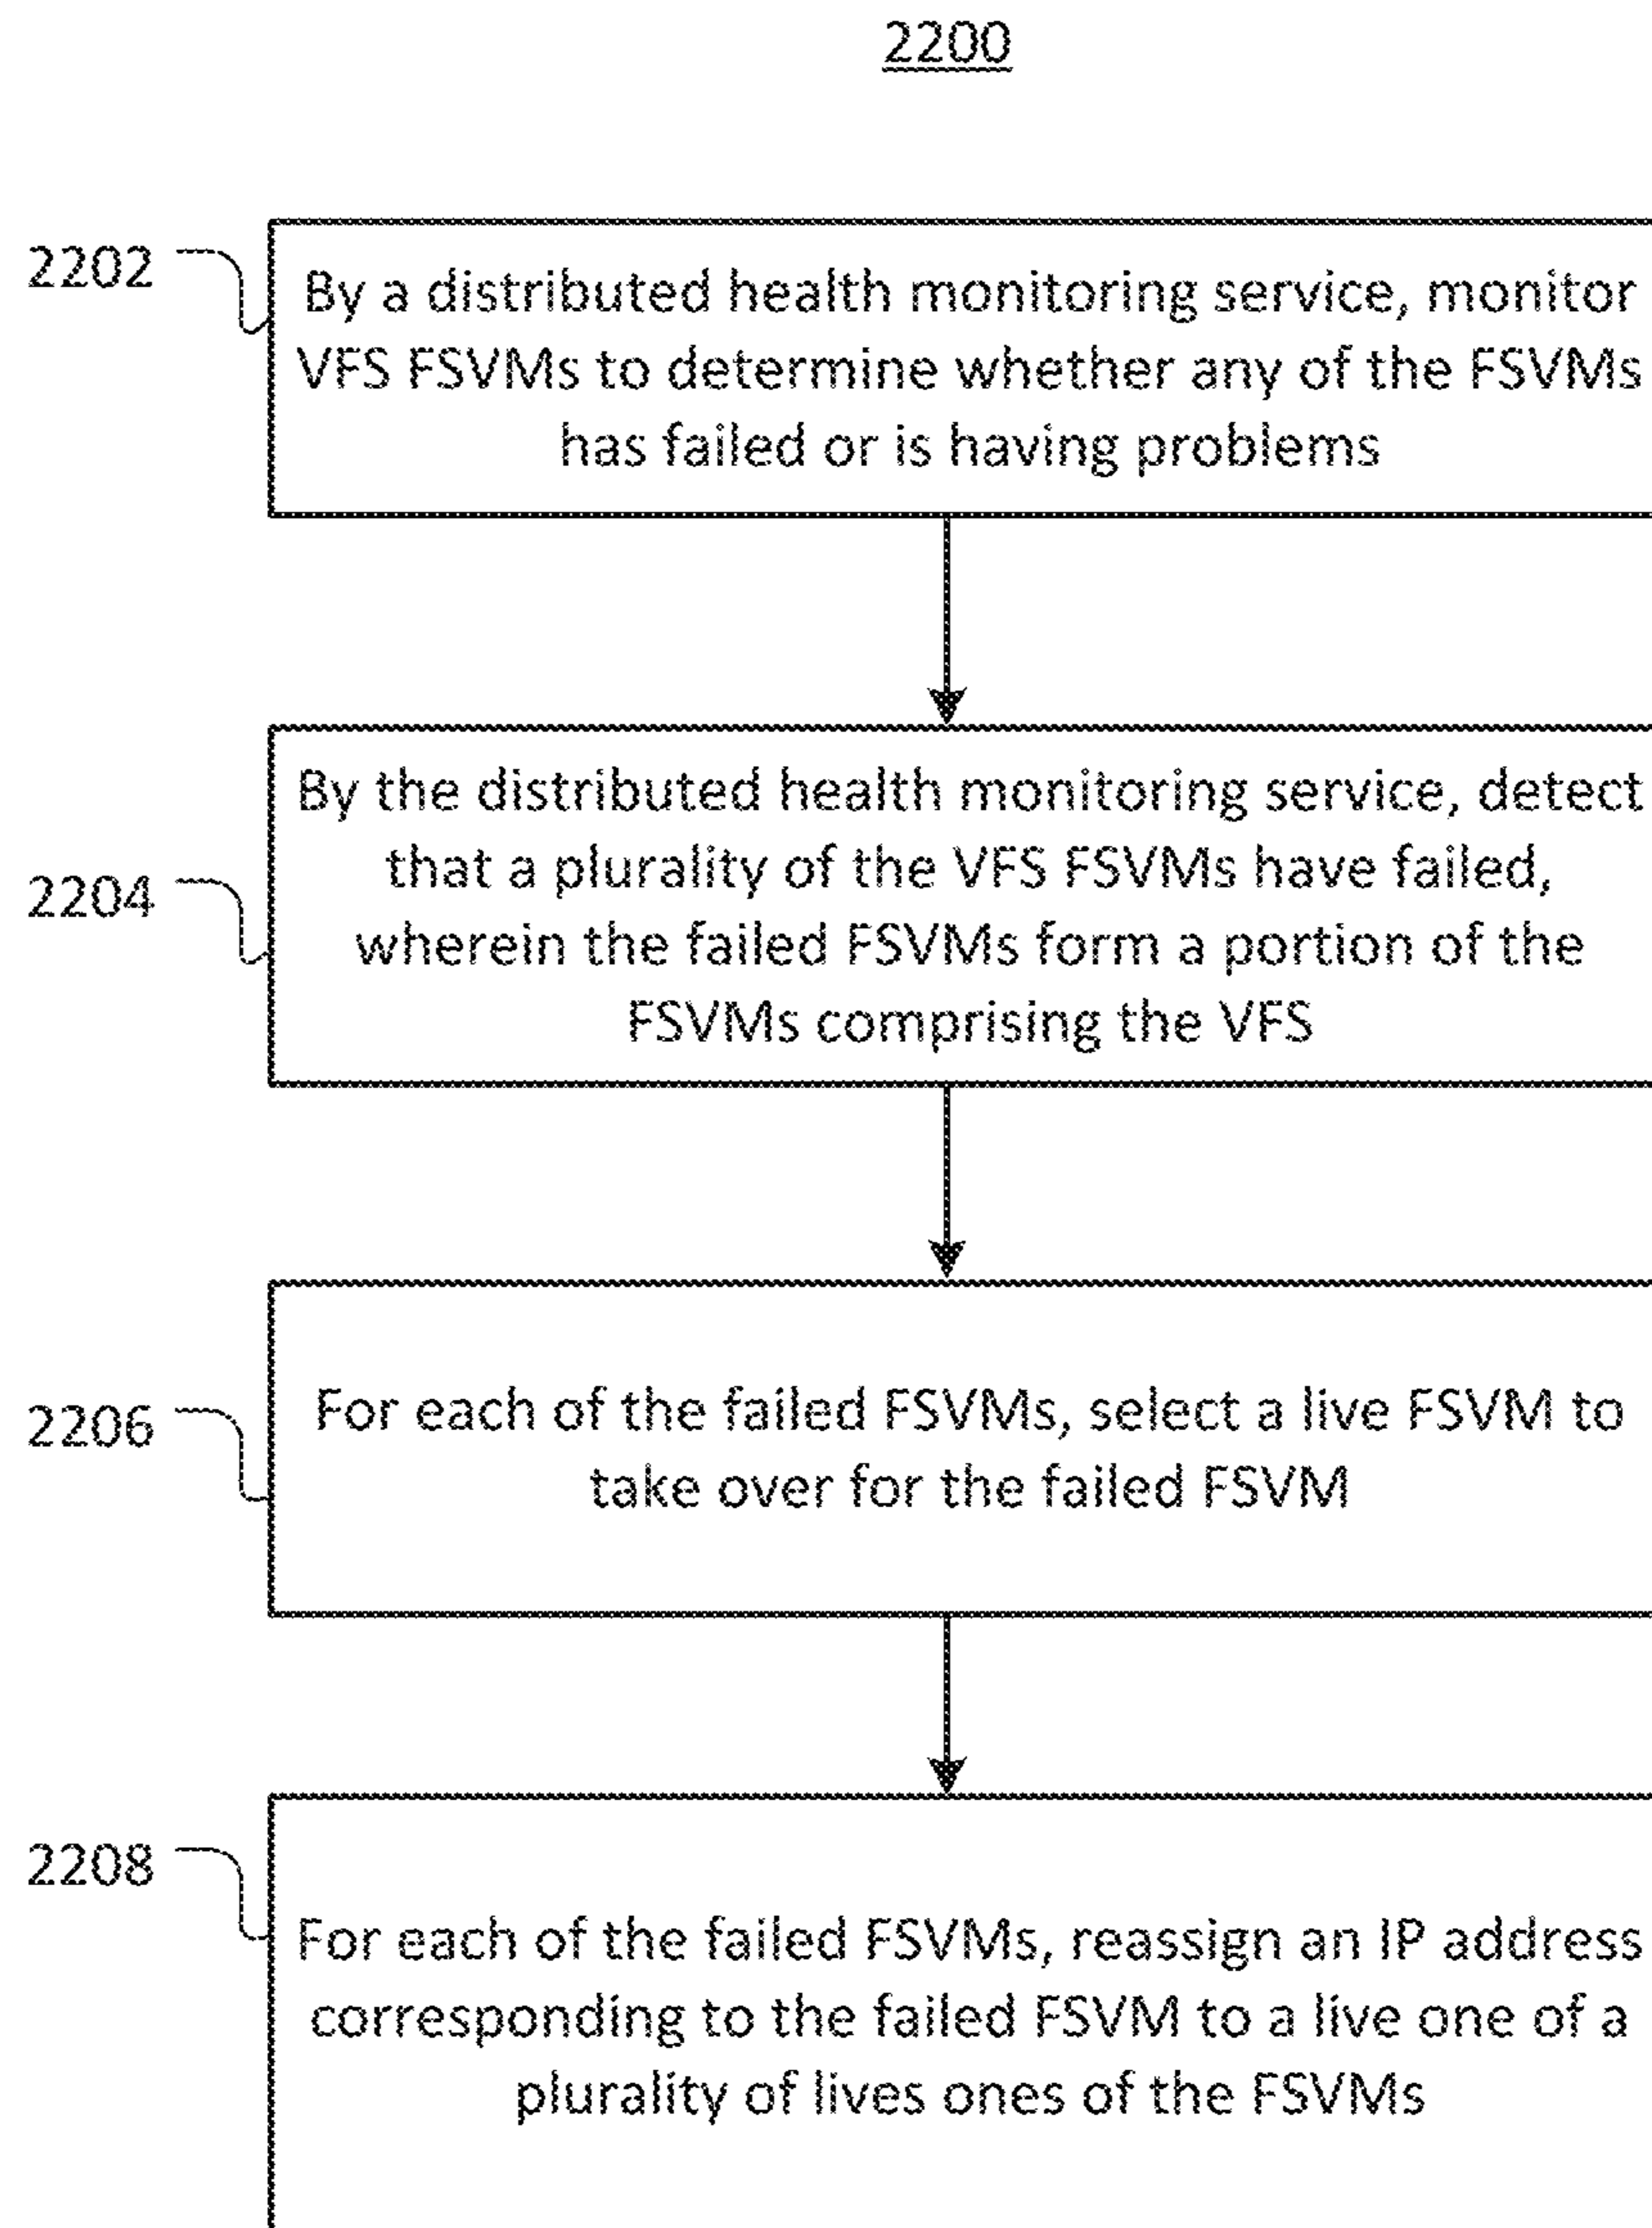 2200
2202
By a distributed health monitoring service, monitor
VFS FSVMs to determine whether any of the FSVMs
has failed or is having problems
2204
By the distributed health monitoring service, detect
that a plurality of the VFS FSVMs have failed,
wherein the failed FSVMs form a portion of the
FSVMs comprising the VFS
2206
For each of the failed FSVMs, select a live FSVM to
take over for the failed FSVM
2208
For each of the failed FSVMs, reassign an IP address
corresponding to the failed FSVM to a live one of a
plurality of lives ones of the FSVMs